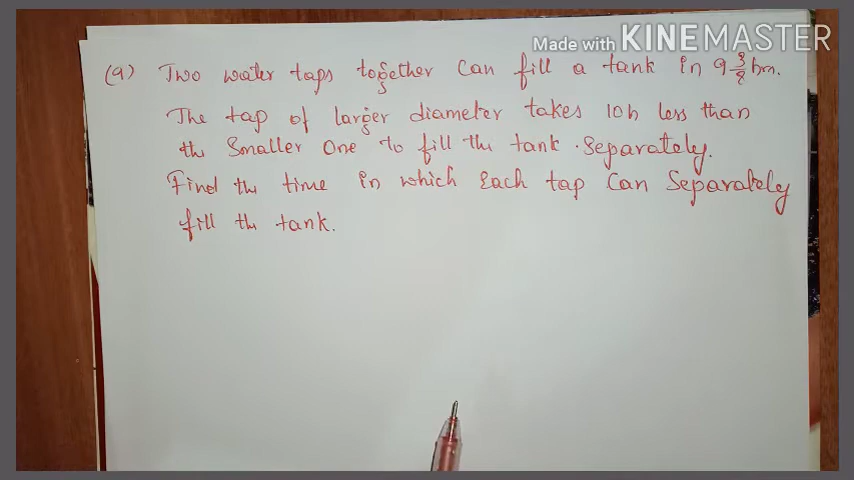 Made with KINEMASTER
(9) Two water taps together can fill a tank in 9 3/8 hrs.
The tap of larger diameter takes 10h less than
the Smaller One to fill the tank. Separately.
Find the time in which Each tap Can Separately
fill the tank.